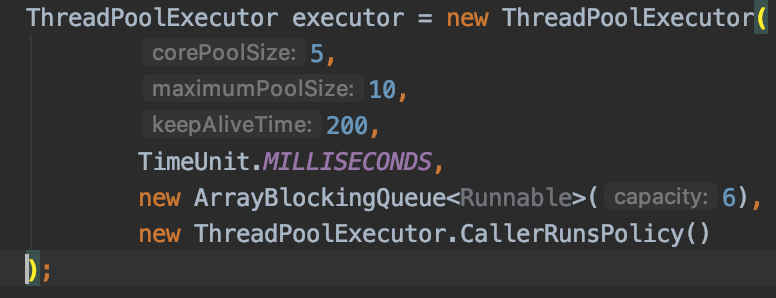 ThreadPoolExecutor executor = new ThreadPoolExecutor(
corePoolSize: 5,
maximumPoolSize: 10,
keepAliveTime: 200,
TimeUnit.MILLISECONDS,
new ArrayBlockingQueue<Runnable>( capacity: 6),
new ThreadPoolExecutor.CallerRunsPolicy()
);